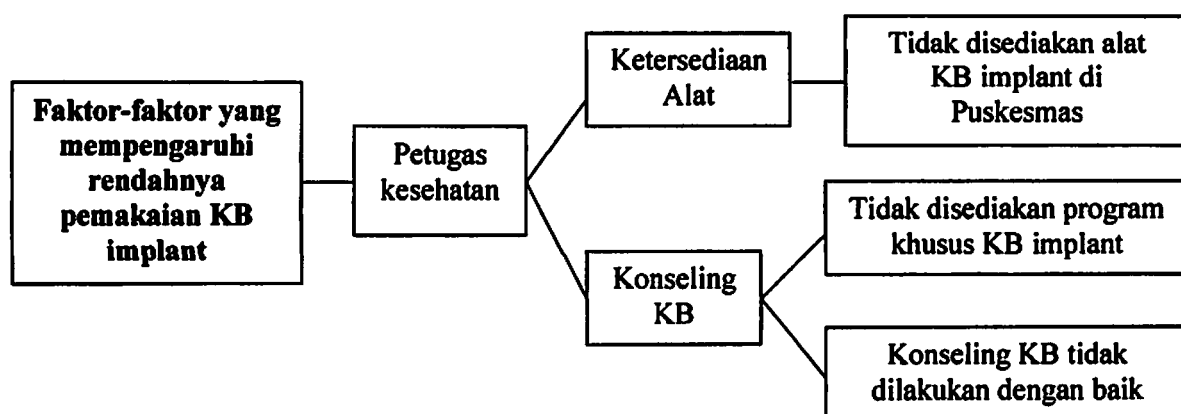 Faktor-faktor yang
mempengaruhi
rendahnya
pemakaian KB
implant
Petugas
kesehatan
Ketersediaan
Alat
Tidak disediakan alat
KB implant di
Puskesmas
Konseling
KB
Tidak disediakan program
khusus KB implant
Konseling KB tidak
dilakukan dengan baik